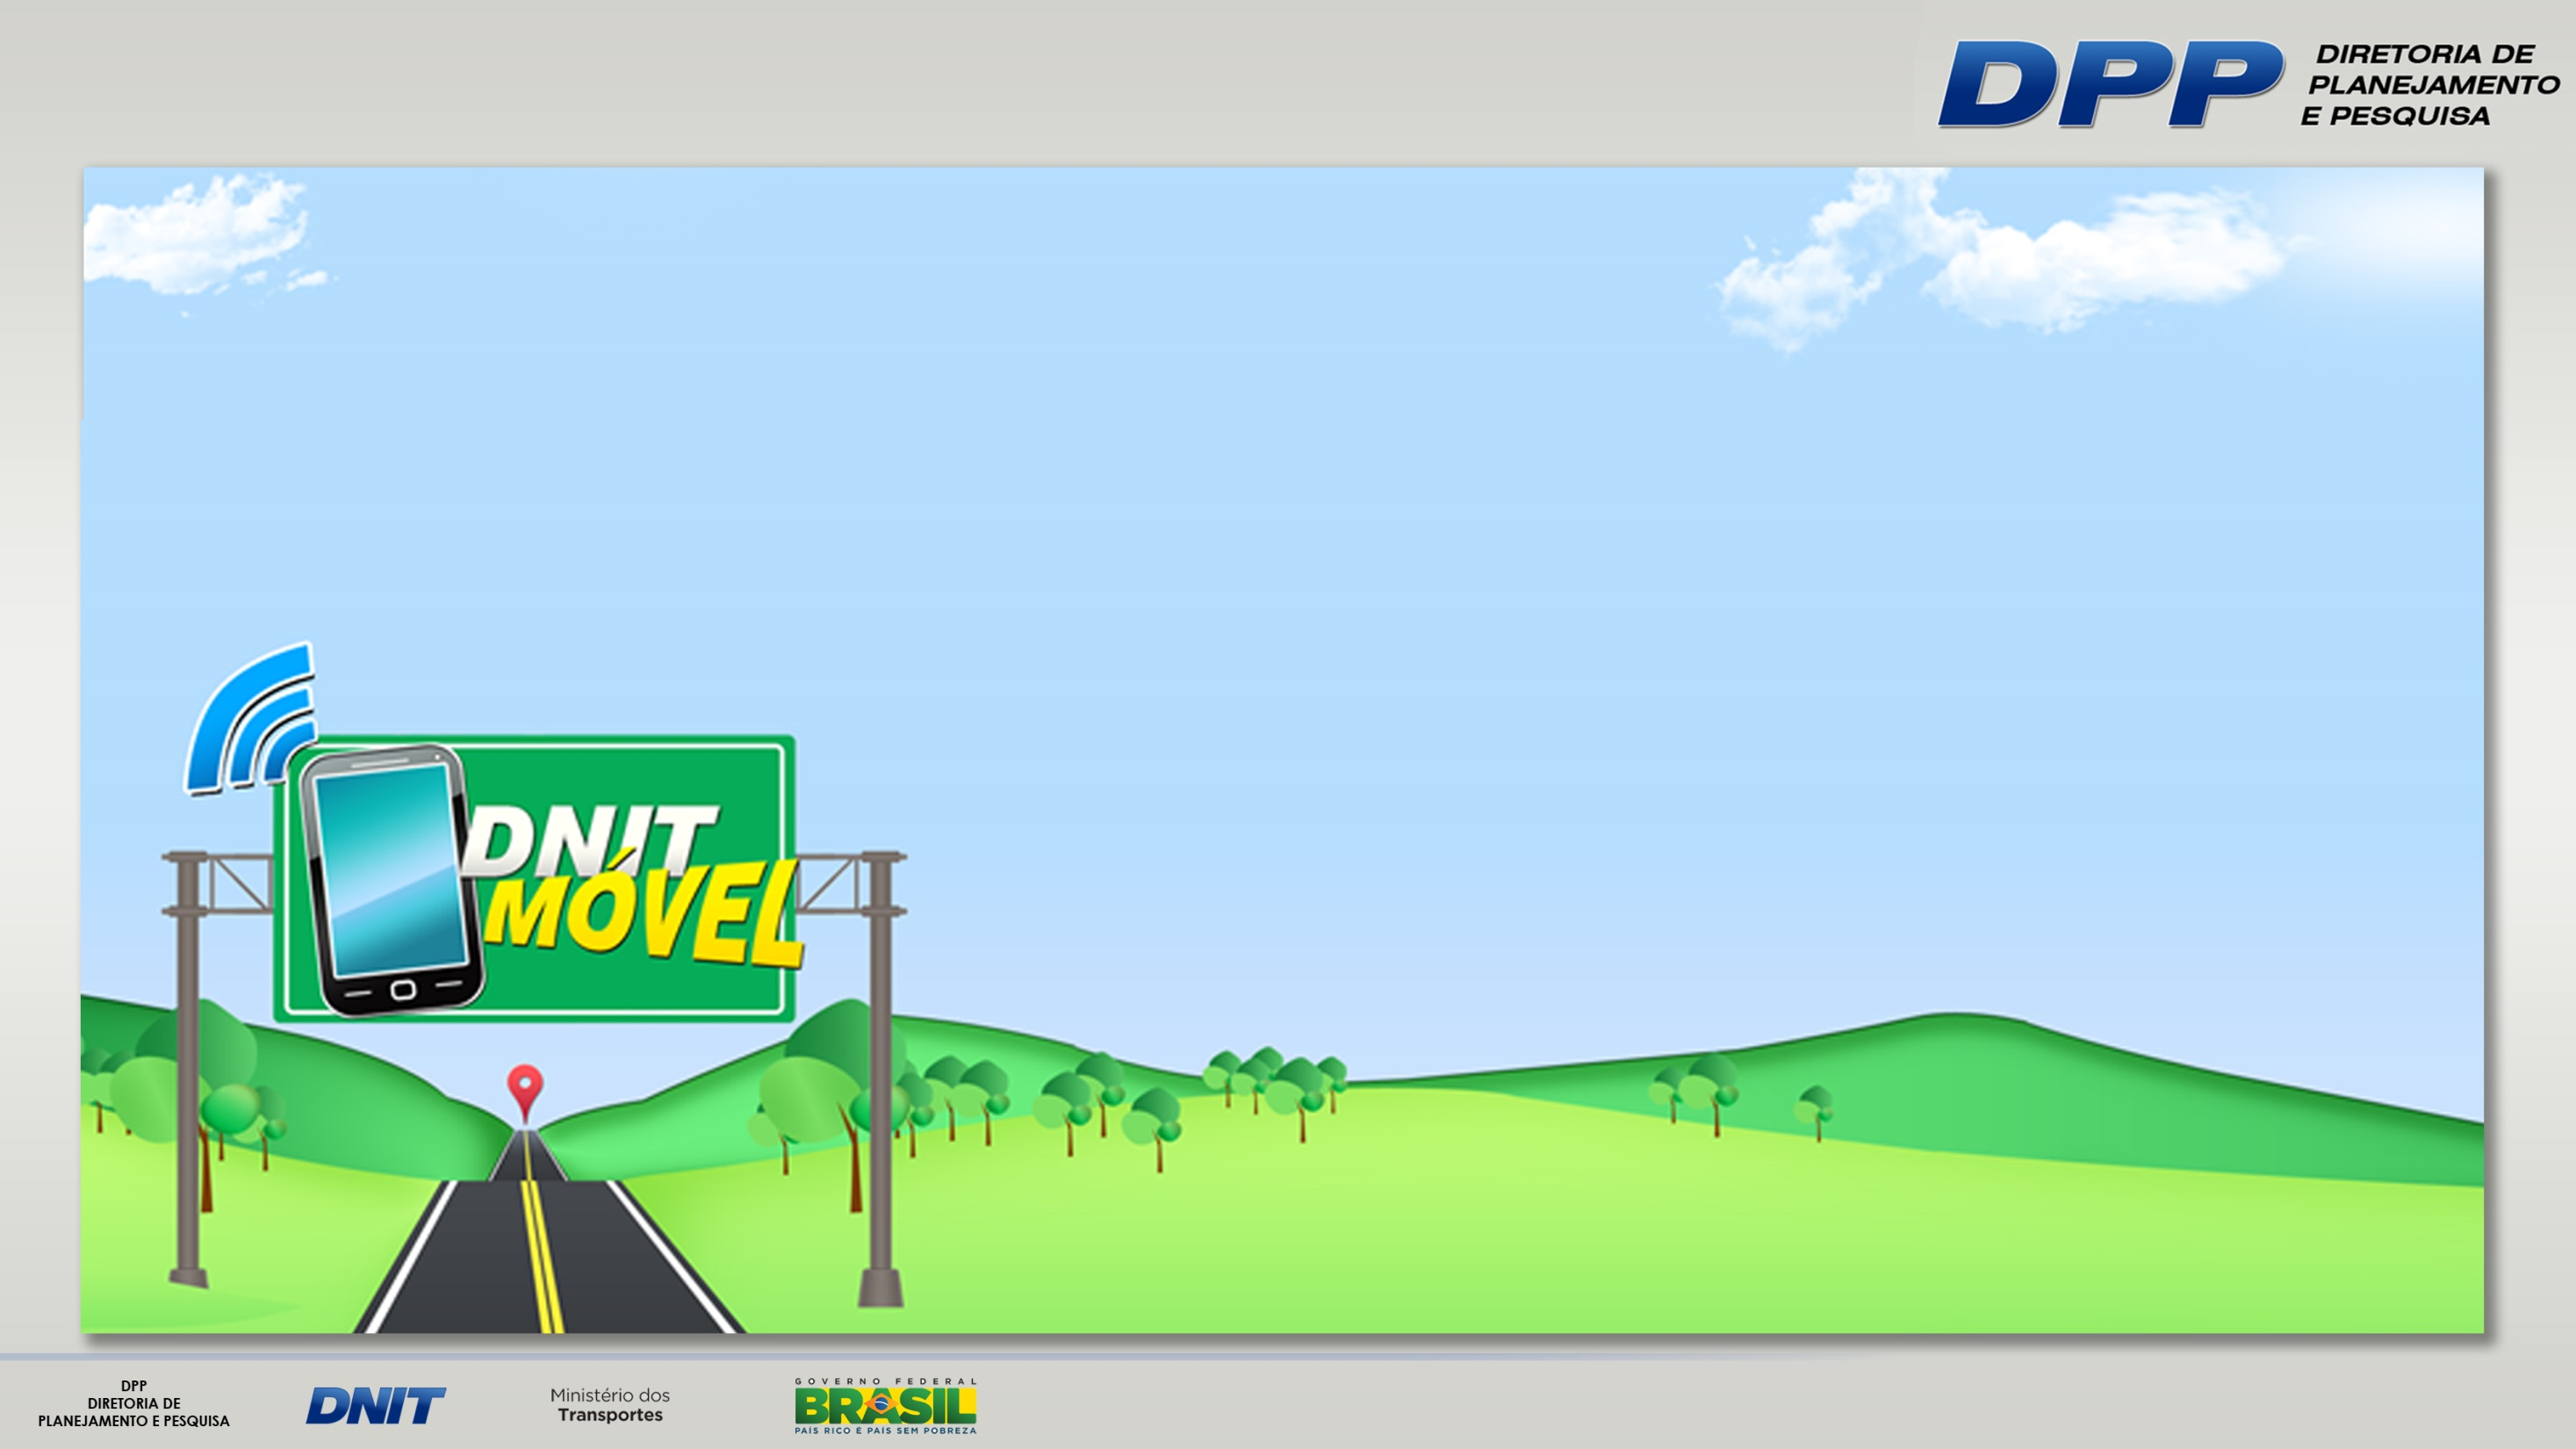 DPP
DIRETORIA DE
PLANEJAMENTO
E PESQUISA
DNIT
MÓVEL
DPP
DIRETORIA DE
PLANEJAMENTO E PESQUISA
DNIT
Ministério dos
Transportes
GOVERNO FEDERAL
BRASIL
PAÍS RICO É PAÍS SEM POBREZA